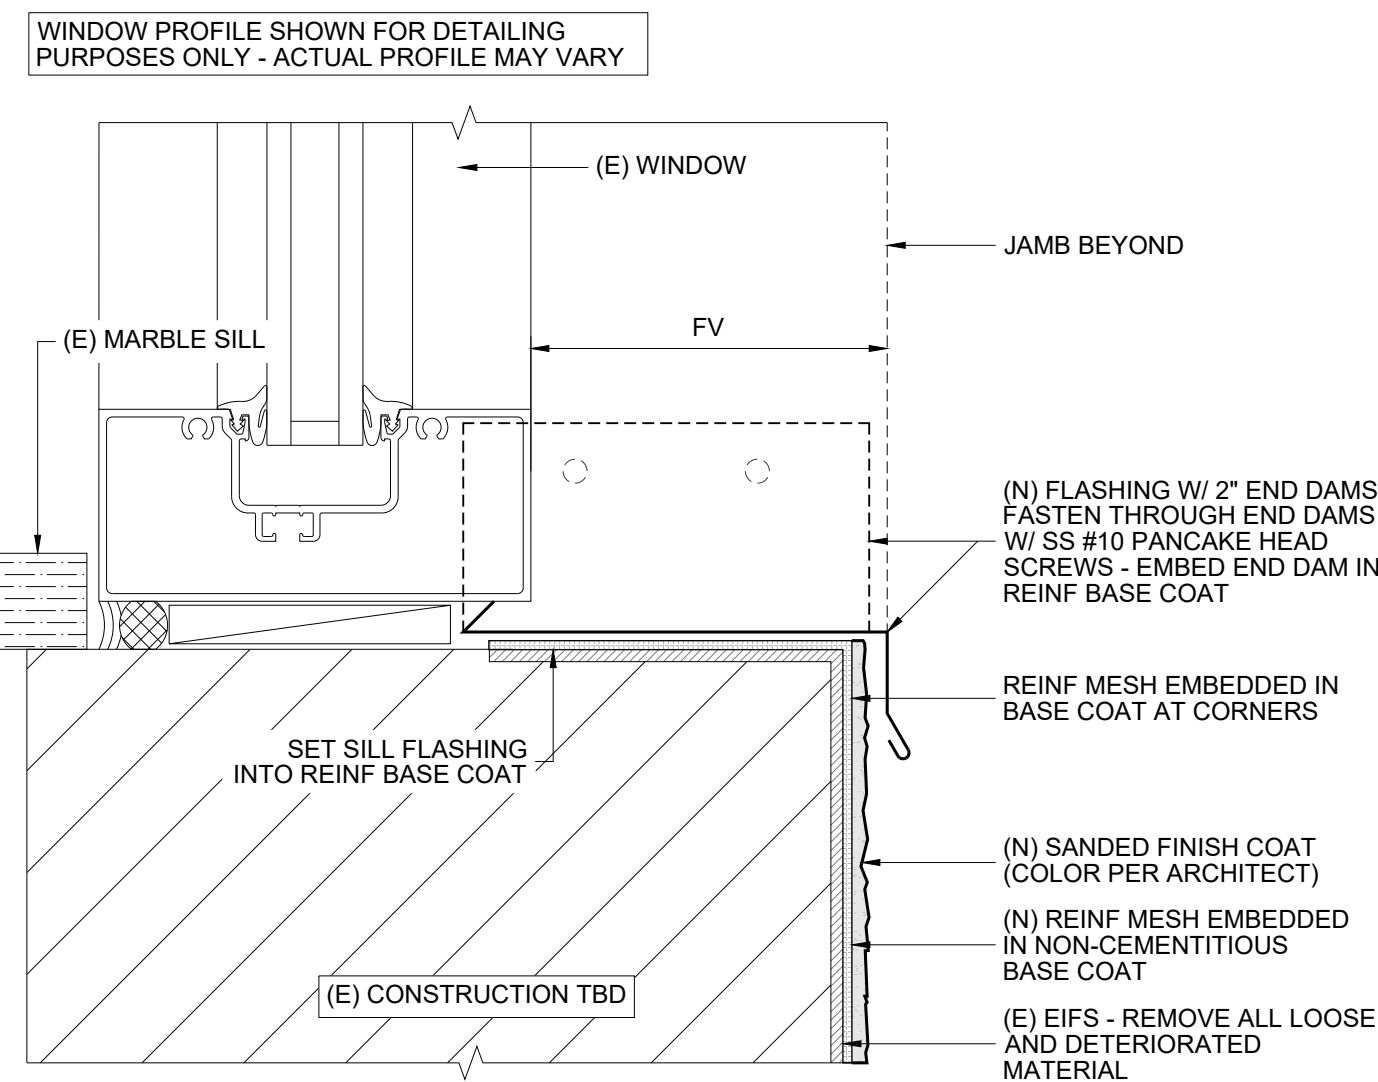 WINDOW PROFILE SHOWN FOR DETAILING
PURPOSES ONLY - ACTUAL PROFILE MAY VARY
(E) WINDOW
JAMB BEYOND
FV
(E) MARBLE SILL
(N) FLASHING W/ 2" END DAMS
FASTEN THROUGH END DAMS
W/ SS #10 PANCAKE HEAD
SCREWS - EMBED END DAM IN
REINF BASE COAT
REINF MESH EMBEDDED IN
BASE COAT AT CORNERS
SET SILL FLASHING
INTO REINF BASE COAT
(N) SANDED FINISH COAT
(COLOR PER ARCHITECT)
(N) REINF MESH EMBEDDED
IN NON-CEMENTITIOUS
BASE COAT
(E) CONSTRUCTION TBD
(E) EIFS - REMOVE ALL LOOSE
AND DETERIORATED
MATERIAL